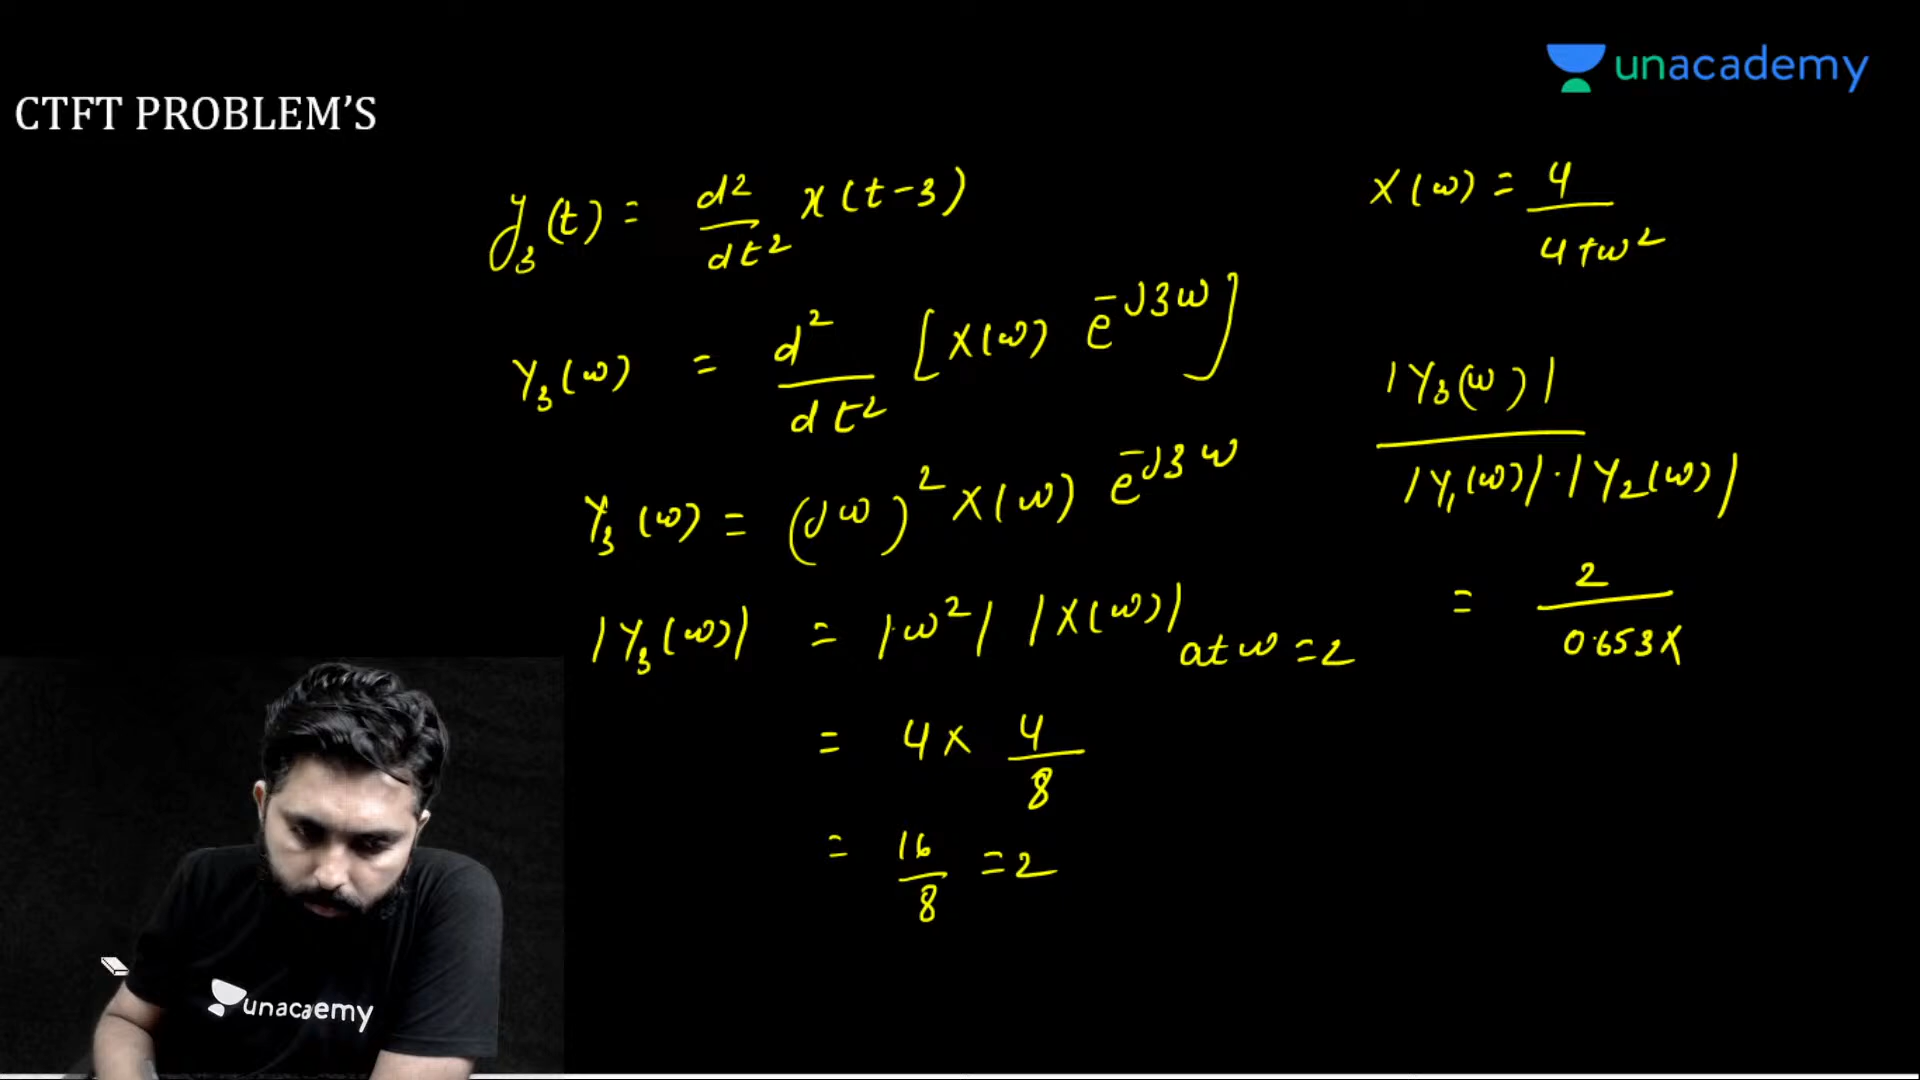 unacademy
CTFT PROBLEM'S
y₃(t) = d²/dt² x(t-3)
X(ω) = 4/(4+ω²)
Y₃(ω) = d²/dt² [X(ω) e^-J3ω]
|Y₃(ω)| / |Y₁(ω)|·|Y₂(ω)|
Y₃(ω) = (Jω)² X(ω) e^-J3ω
= 2/0.653X
|Y₃(ω)| = |ω²| |X(ω)| at ω = 2
= 4 × 4/8
= 16/8 = 2
unacademy